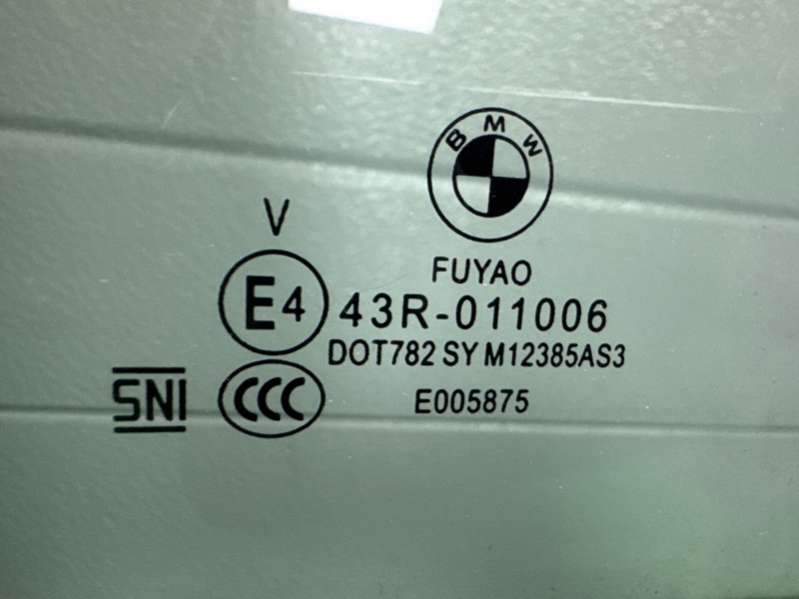 BMW
V
FUYAO
E4 43R-011006
DOT782 SY M12385AS3
SNI CCC E005875